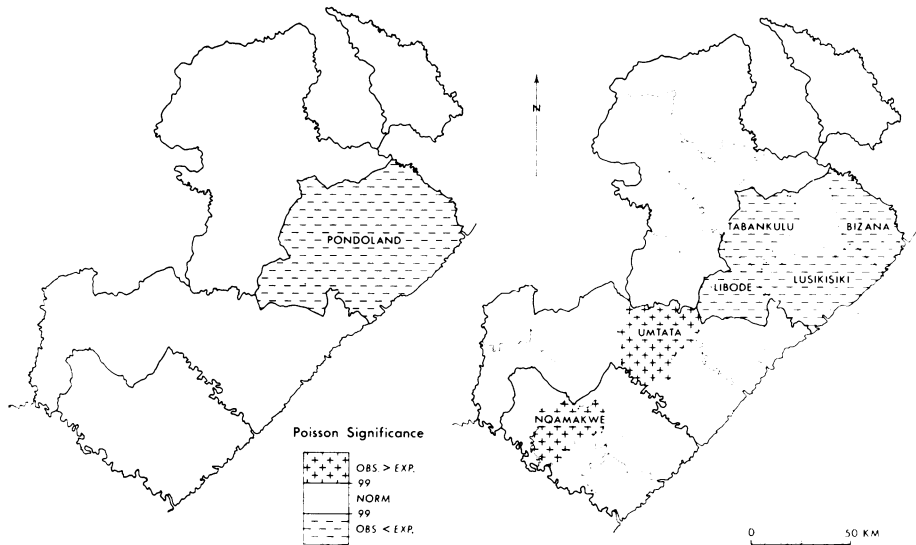 N
PONDOLAND
TABANKULU
BIZANA
LIBODE
LUSIKISIKI
UMTATA
NQAMAKWE
Poisson Significance
OBS. > EXP.
99
NORM
99
OBS < EXP.
0 50 KM